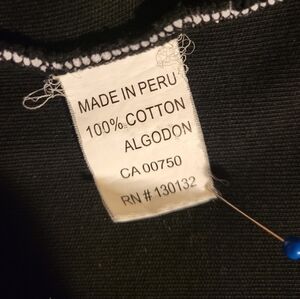 MADE IN PERU
100% COTTON
ALGODON
CA 00750
RN # 130132